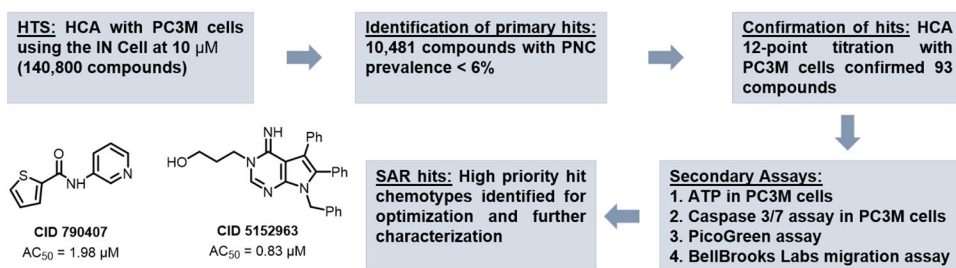 HTS: HCA with PC3M cells
using the IN Cell at 10 μM
(140,800 compounds)
Identification of primary hits:
10,481 compounds with PNC
prevalence < 6%
Confirmation of hits: HCA
12-point titration with
PC3M cells confirmed 93
compounds
Secondary Assays:
1. ATP in PC3M cells
2. Caspase 3/7 assay in PC3M cells
3. PicoGreen assay
4. BellBrooks Labs migration assay
SAR hits: High priority hit
chemotypes identified for
optimization and further
characterization
O
S
N
H
N
CID 790407
AC50 = 1.98 μM
NH
Ph
HO
N
Ph
N
N
Ph
CID 5152963
AC50 = 0.83 μM